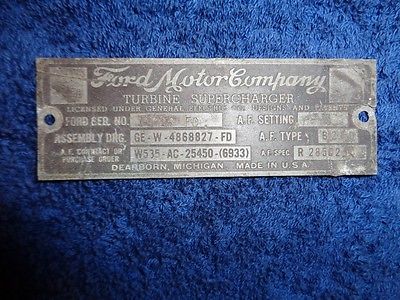 Ford Motor Company
TURBINE SUPERCHARGER
LICENSED UNDER GENERAL ELECTRIC CO. DESIGNS AND PATENTS
FORD SER. NO. A.F. SETTING
ASSEMBLY DRG. GE-W-4868827-FD A.F. TYPE
A.F. CONTRACT OR PURCHASE ORDER W535-AC-25450-(6933) A.F. SPEC R 28502
DEARBORN, MICHIGAN MADE IN U.S.A.